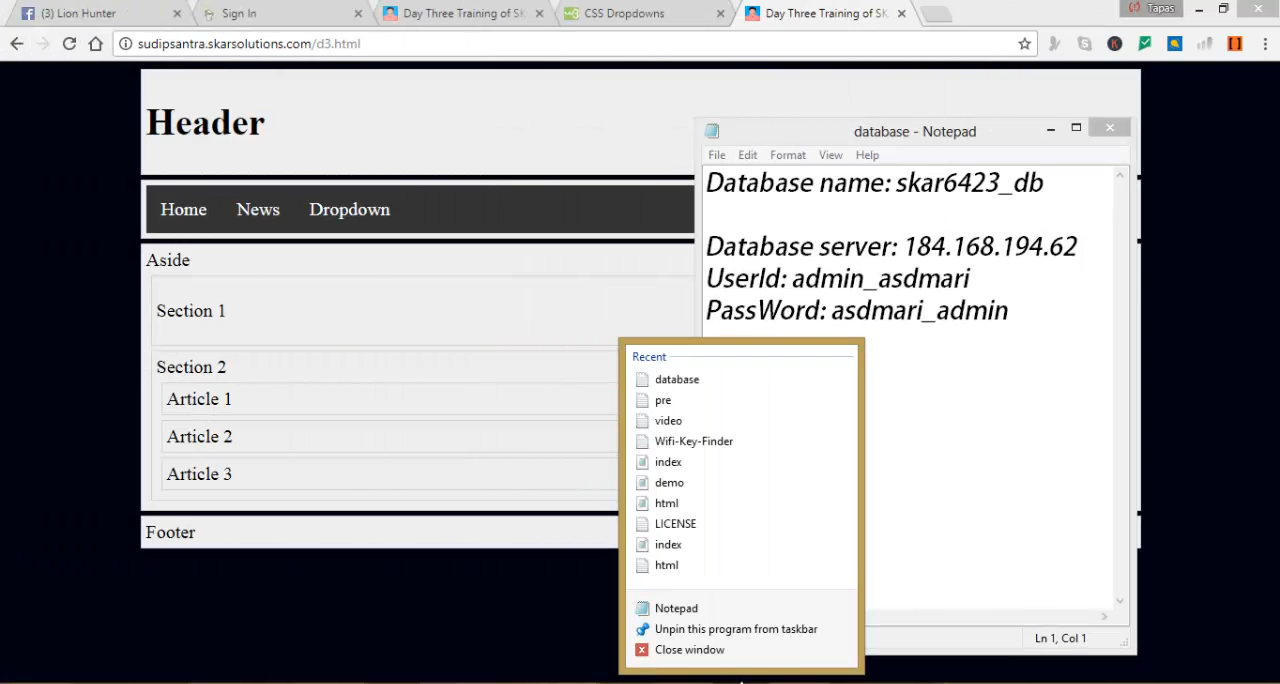 (3) Lion Hunter
Sign In
Day Three Training of SK
CSS Dropdowns
Day Three Training of SK
Tapas
sudipsantra.skarsolutions.com/d3.html
Header
Home News Dropdown
Aside
Section 1
Section 2
Article 1
Article 2
Article 3
Footer
database - Notepad
File Edit Format View Help
Database name: skar6423_db
Database server: 184.168.194.62
UserId: admin_asdmari
PassWord: asdmari_admin
Ln 1, Col 1
Recent
database
pre
video
Wifi-Key-Finder
index
demo
html
LICENSE
index
html
Notepad
Unpin this program from taskbar
Close window